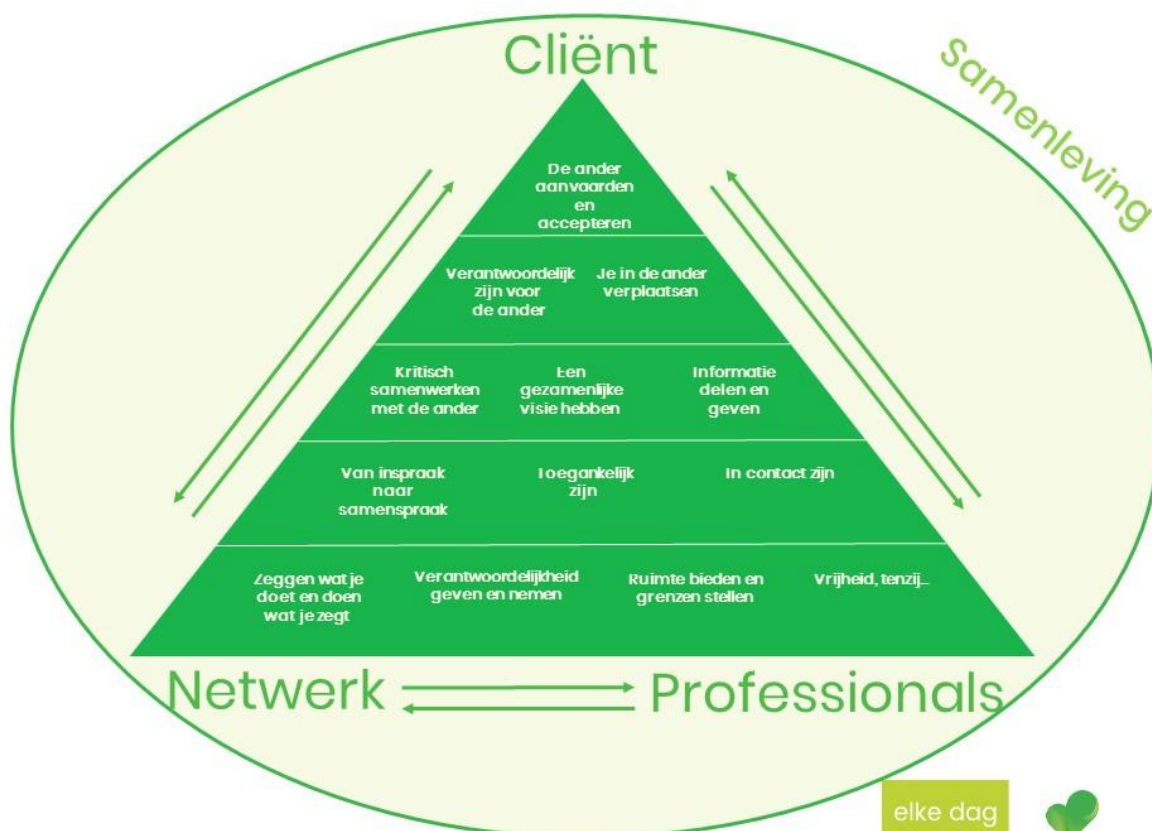 Cliënt
Samenleving
De ander
aanvaarden
en
accepteren
Verantwoordelijk
zijn voor
de ander
Je in de ander
verplaatsen
Kritisch
samenwerken
met de ander
Een
gezamenlijke
visie hebben
Informatie
delen en
geven
Van inspraak
naar
samenspraak
Toegankelijk
zijn
In contact zijn
Zeggen wat je
doet en doen
wat je zegt
Verantwoordelijkheid
geven en nemen
Ruimte bieden en
grenzen stellen
Vrijheid, tenzij...
Netwerk
Professionals
elke dag